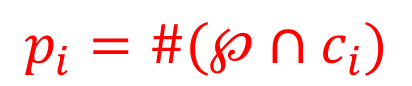 pᵢ = #(℘ ∩ cᵢ)